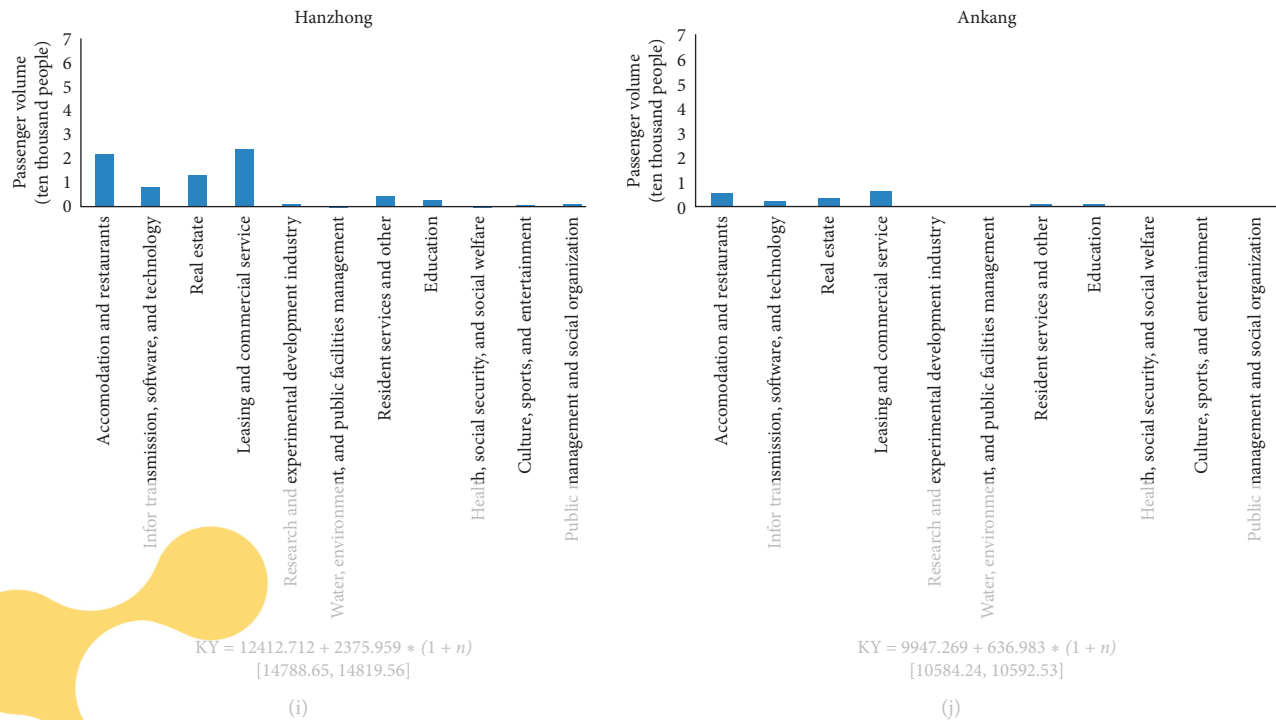 Hanzhong
Passenger volume
(ten thousand people)
7
6
5
4
3
2
1
0
Accomodation and restaurants
Infor transmission, software, and technology
Real estate
Leasing and commercial service
Research and experimental development industry
Water, environment, and public facilities management
Resident services and other
Education
Health, social security, and social welfare
Culture, sports, and entertainment
Public management and social organization
KY = 12412.712 + 2375.959 ∗ (1 + n)
[14788.65, 14819.56]
(i)
Ankang
Passenger volume
(ten thousand people)
7
6
5
4
3
2
1
0
Accomodation and restaurants
Infor transmission, software, and technology
Real estate
Leasing and commercial service
Research and experimental development industry
Water, environment, and public facilities management
Resident services and other
Education
Health, social security, and social welfare
Culture, sports, and entertainment
Public management and social organization
KY = 9947.269 + 636.983 ∗ (1 + n)
[10584.24, 10592.53]
(j)